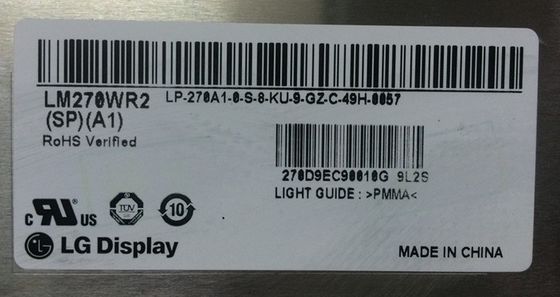 LM270WR2 LP-270A1-0-S-8-KU-9-GZ-C-49H-0057
(SP)(A1)
RoHS Verified
270D9EC90010G 9L2S
LIGHT GUIDE : >PMMA<
c RU US TÜV 10
LG Display
MADE IN CHINA